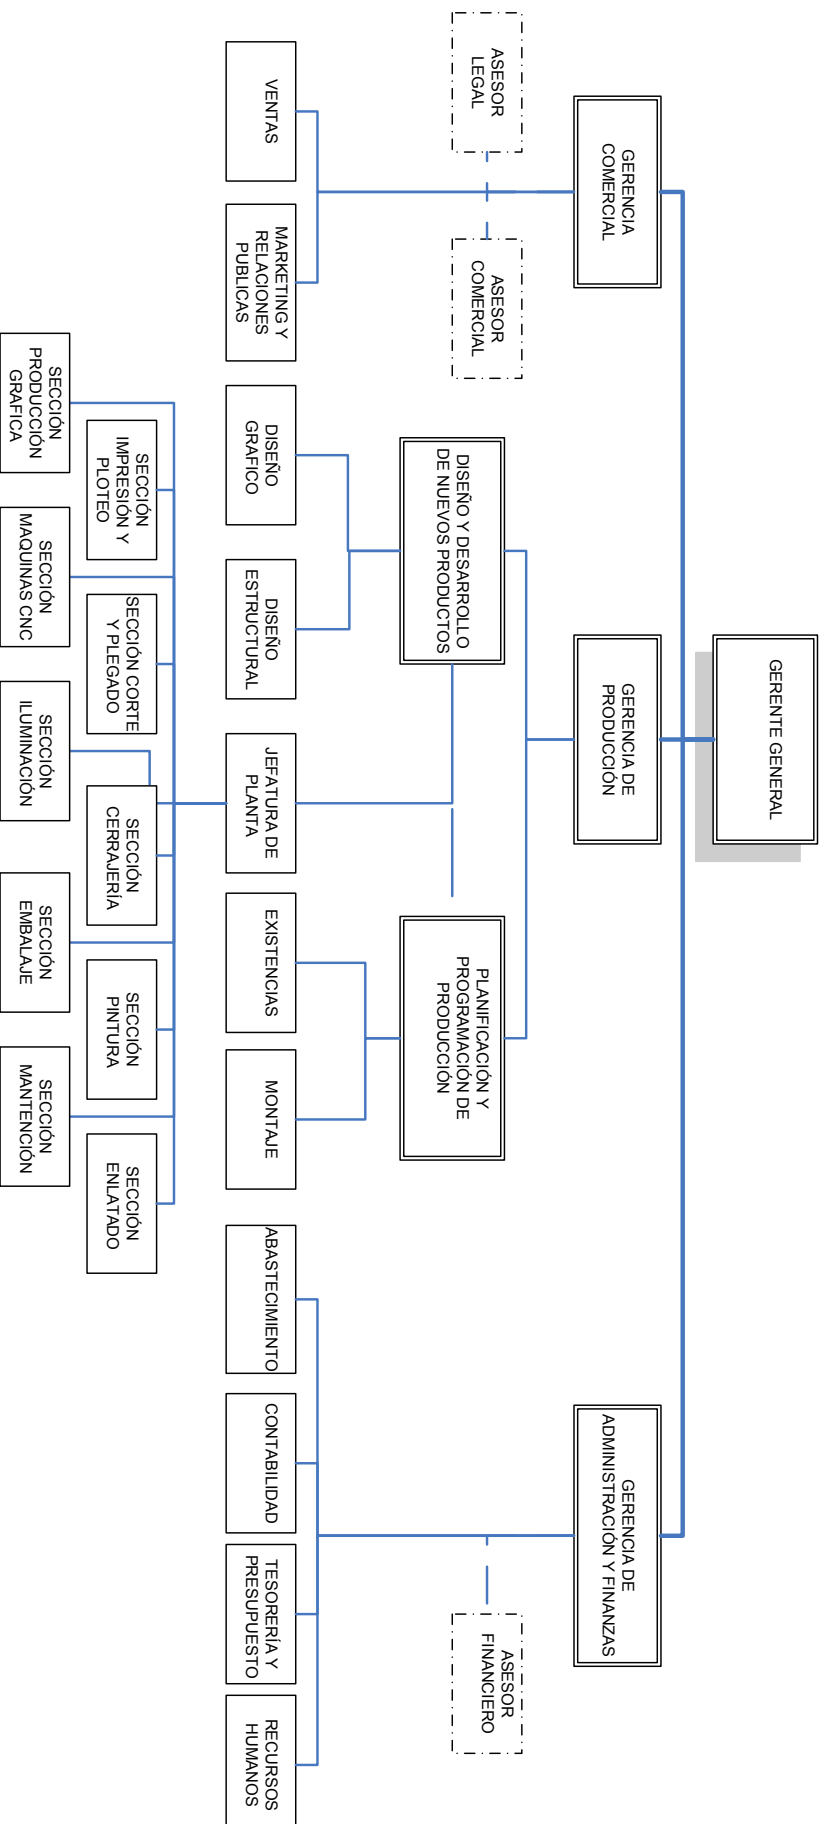 GERENTE GENERAL
GERENCIA
COMERCIAL
GERENCIA DE
PRODUCCIÓN
GERENCIA DE
ADMINISTRACIÓN Y FINANZAS
ASESOR
LEGAL
ASESOR
COMERCIAL
ASESOR
FINANCIERO
DISEÑO Y DESARROLLO
DE NUEVOS PRODUCTOS
PLANIFICACIÓN Y
PROGRAMACIÓN DE
PRODUCCIÓN
VENTAS
MARKETING Y
RELACIONES
PUBLICAS
DISEÑO
GRAFICO
DISEÑO
ESTRUCTURAL
JEFATURA DE
PLANTA
EXISTENCIAS
MONTAJE
ABASTECIMIENTO
CONTABILIDAD
TESORERÍA Y
PRESUPUESTO
RECURSOS
HUMANOS
SECCIÓN
IMPRESIÓN Y
PLOTEO
SECCIÓN CORTE
Y PLEGADO
SECCIÓN
CERRAJERÍA
SECCIÓN
PINTURA
SECCIÓN
ENLATADO
SECCIÓN
PRODUCCIÓN
GRAFICA
SECCIÓN
MAQUINAS CNC
SECCIÓN
ILUMINACIÓN
SECCIÓN
EMBALAJE
SECCIÓN
MANTENCIÓN